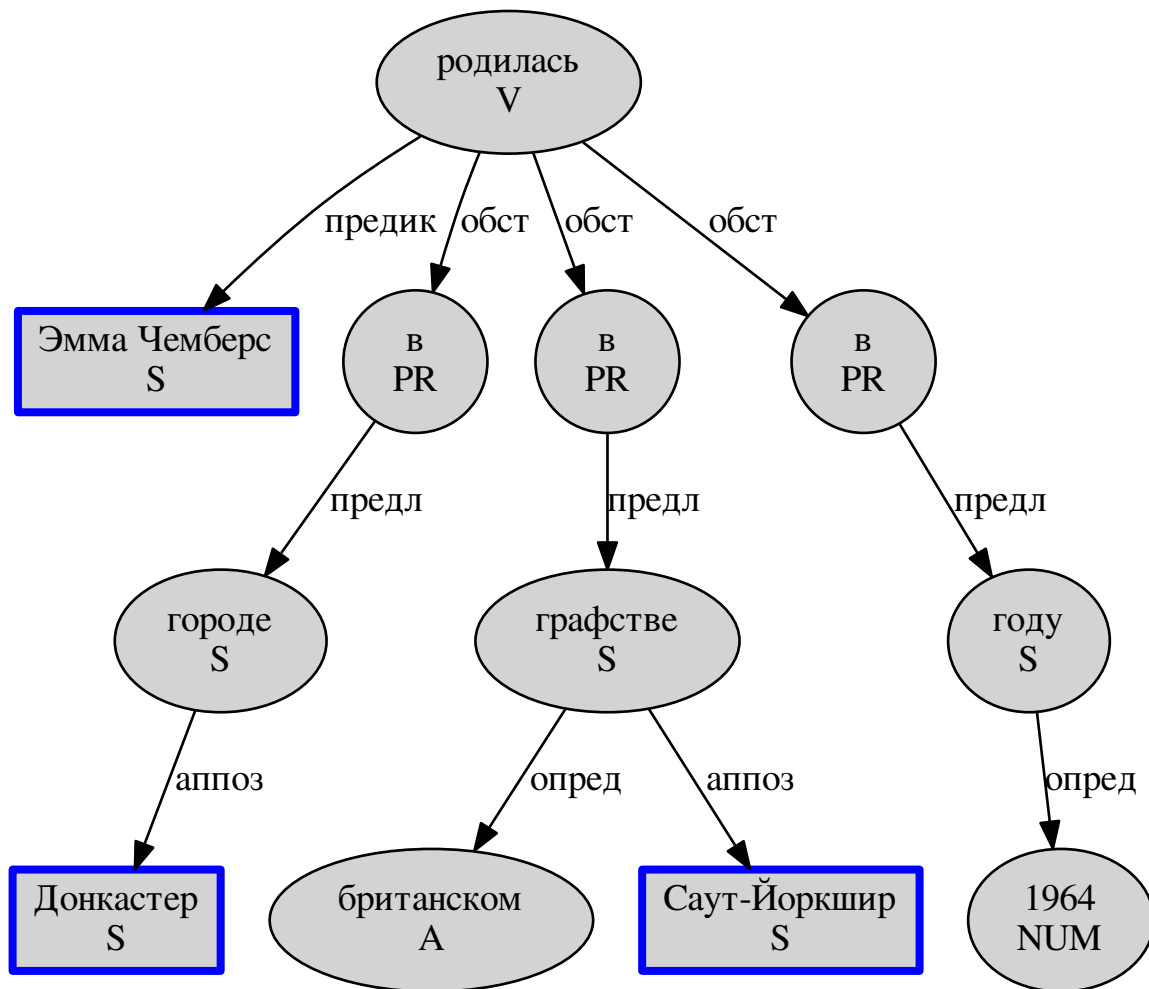 родилась
V
предик
обст
обст
обст
Эмма Чемберс
S
в
PR
в
PR
в
PR
предл
предл
предл
городе
S
графстве
S
году
S
аппоз
опред
аппоз
опред
Донкастер
S
британском
A
Саут-Йоркшир
S
1964
NUM